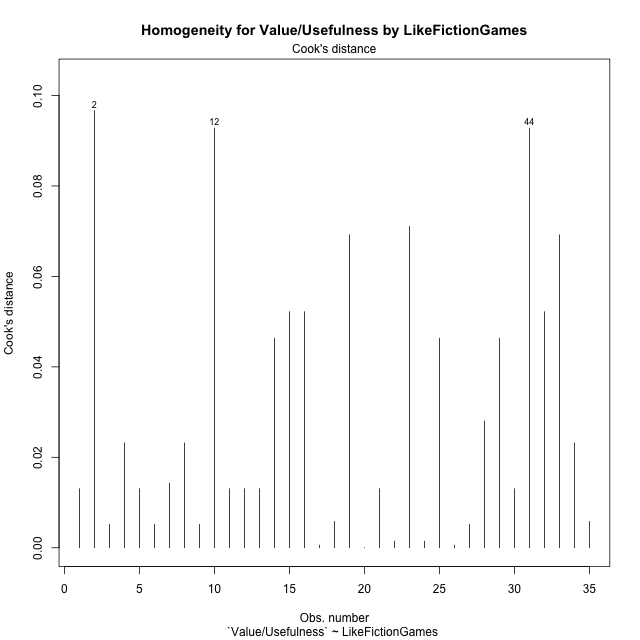 Homogeneity for Value/Usefulness by LikeFictionGames
Cook's distance
0.10
0.08
0.06
0.04
0.02
0.00
Cook's distance
2
12
44
0 5 10 15 20 25 30 35
Obs. number
`Value/Usefulness` ~ LikeFictionGames